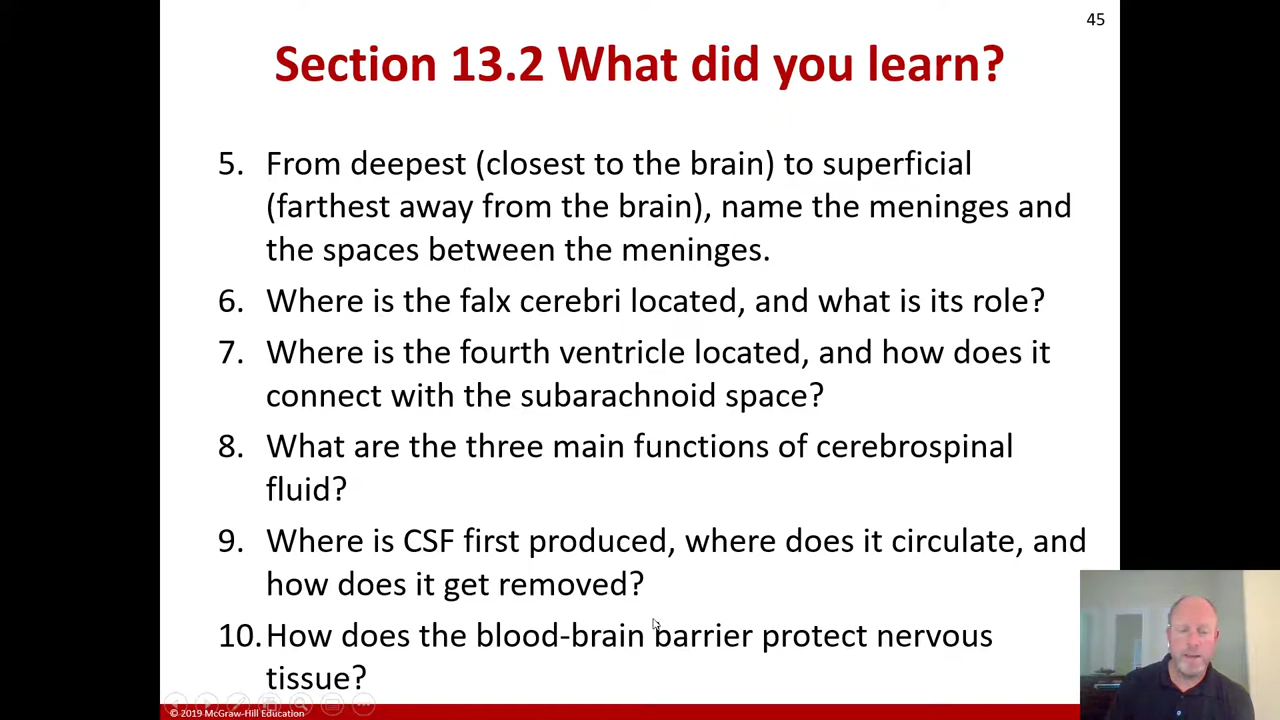 45
Section 13.2 What did you learn?
5. From deepest (closest to the brain) to superficial
(farthest away from the brain), name the meninges and
the spaces between the meninges.
6. Where is the falx cerebri located, and what is its role?
7. Where is the fourth ventricle located, and how does it
connect with the subarachnoid space?
8. What are the three main functions of cerebrospinal
fluid?
9. Where is CSF first produced, where does it circulate, and
how does it get removed?
10. How does the blood-brain barrier protect nervous
tissue?
© 2019 McGraw-Hill Education